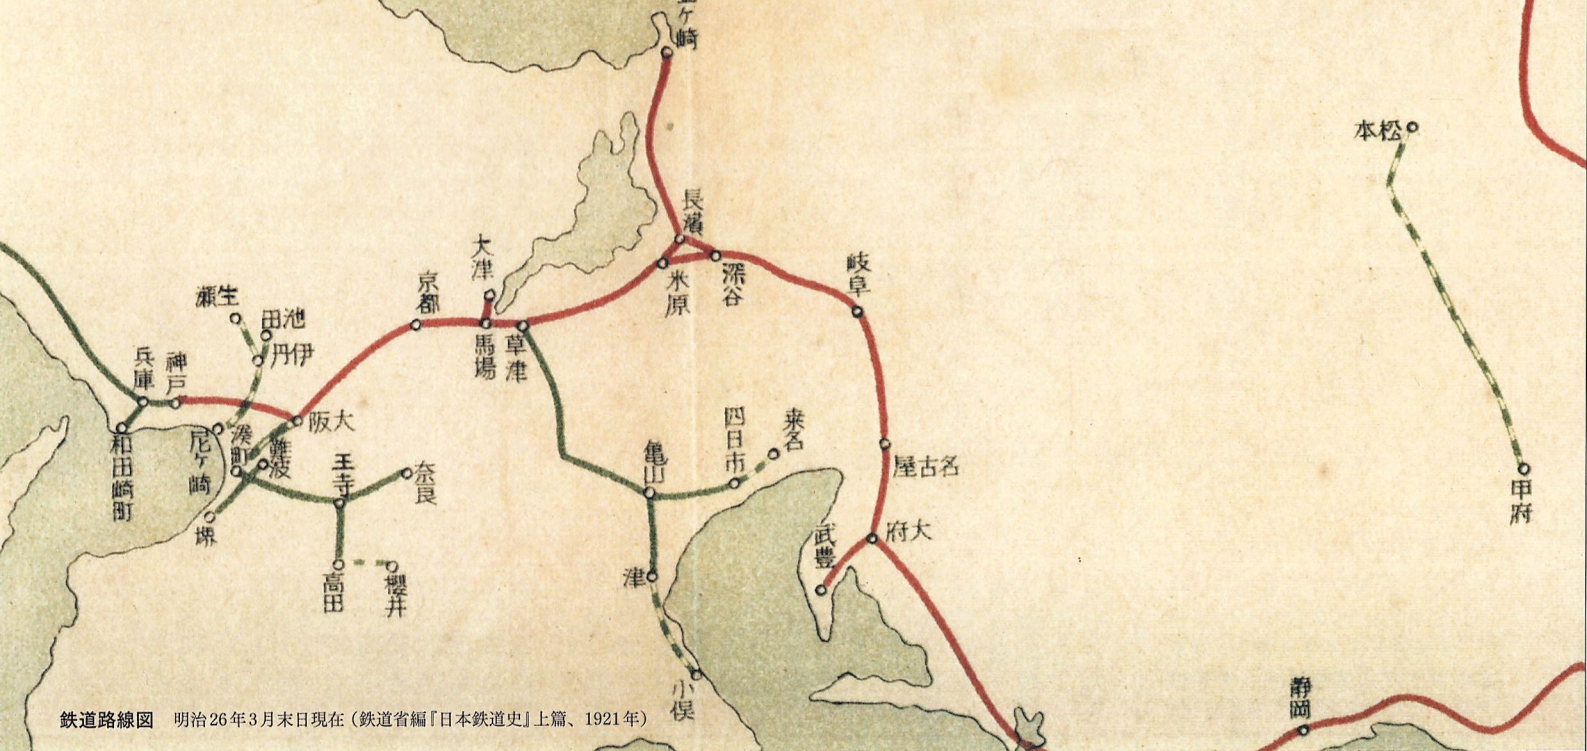 ヶ崎
松本
長濱
大津
京都
米原
深谷
岐阜
生瀬
池田
伊丹
兵庫
神戸
馬場
草津
大阪
和田崎町
尼ヶ崎
湊町
難波
王寺
奈良
堺
亀山
四日市
桒名
名古屋
甲府
大府
武豊
高田
櫻井
津
小俣
静岡
鉄道路線図 明治26年3月末日現在(鉄道省編『日本鉄道史』上篇、1921年)